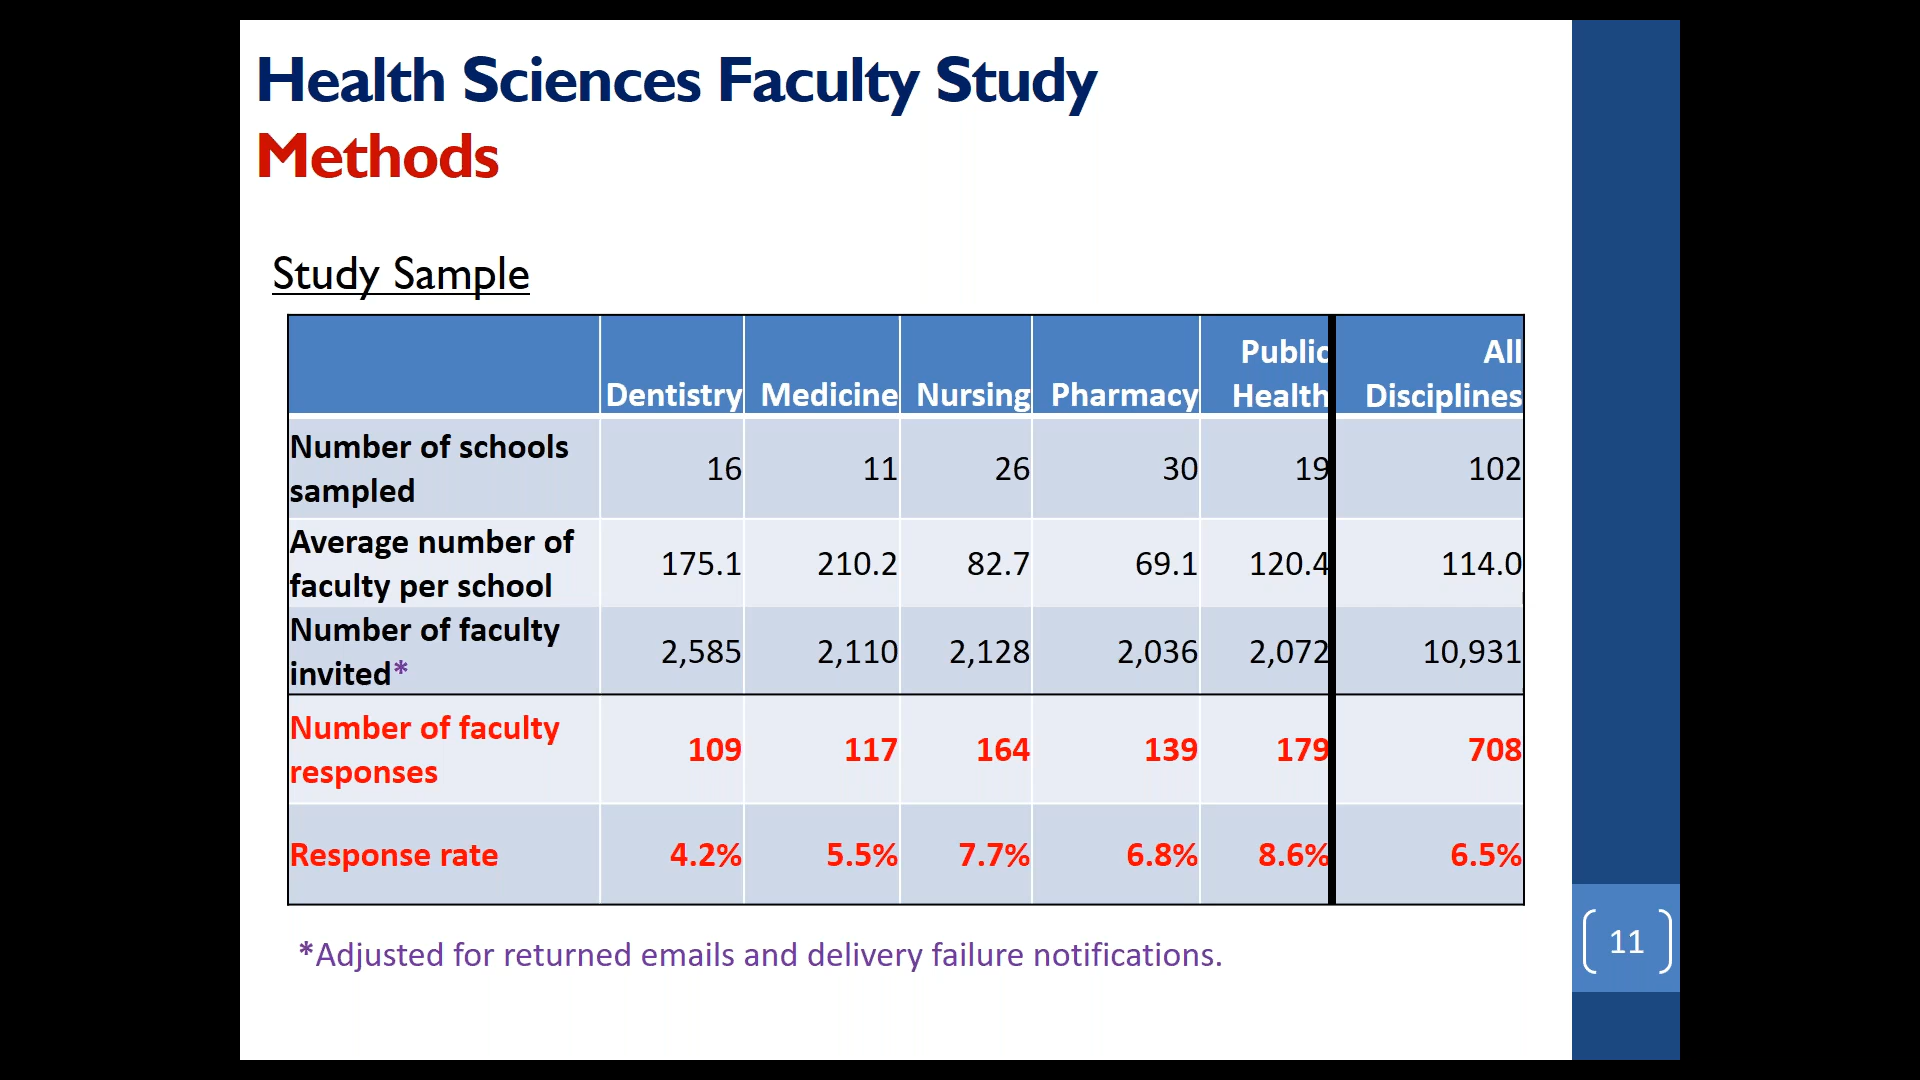 Health Sciences Faculty Study
Methods
Study Sample
Dentistry Medicine Nursing Pharmacy Public Health All Disciplines
Number of schools sampled 16 11 26 30 19 102
Average number of faculty per school 175.1 210.2 82.7 69.1 120.4 114.0
Number of faculty invited* 2,585 2,110 2,128 2,036 2,072 10,931
Number of faculty responses 109 117 164 139 179 708
Response rate 4.2% 5.5% 7.7% 6.8% 8.6% 6.5%
*Adjusted for returned emails and delivery failure notifications.
11